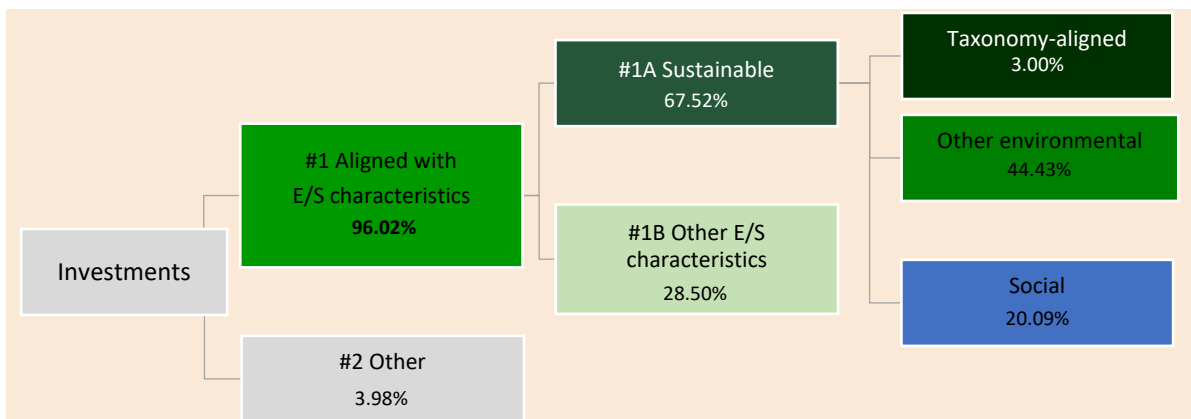 Investments
#1 Aligned with
E/S characteristics
96.02%
#2 Other
3.98%
#1A Sustainable
67.52%
#1B Other E/S
characteristics
28.50%
Taxonomy-aligned
3.00%
Other environmental
44.43%
Social
20.09%